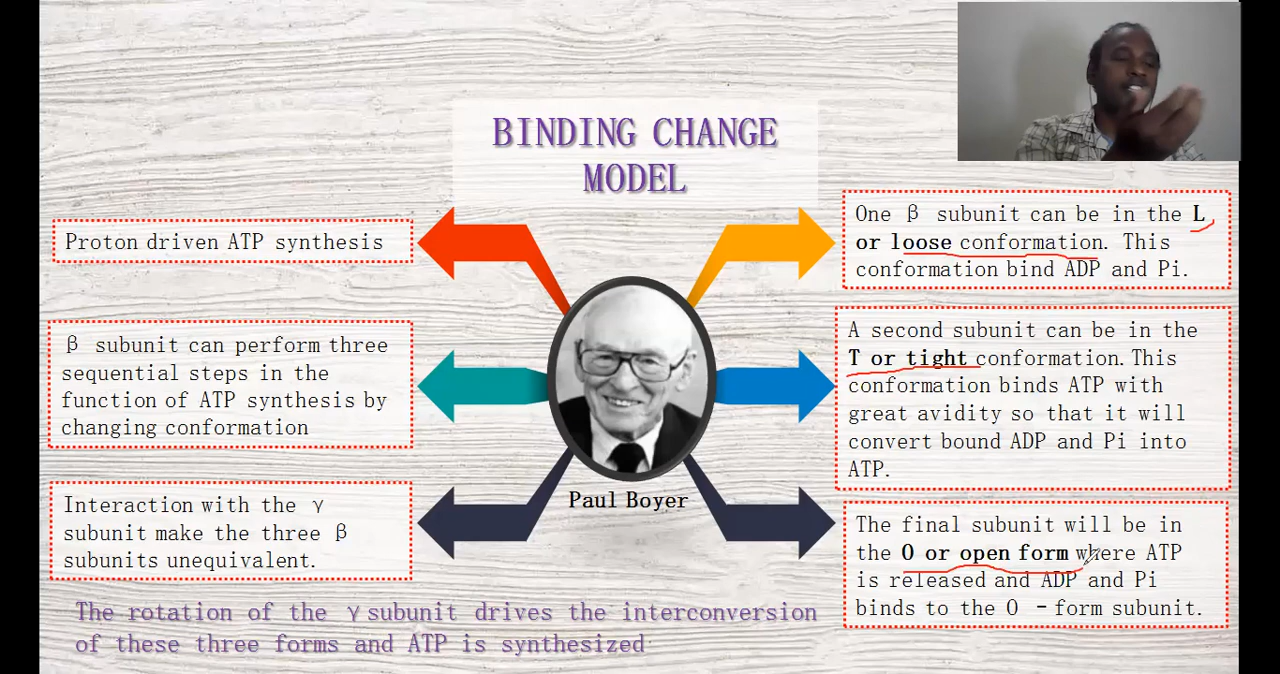 BINDING CHANGE
MODEL
Proton driven ATP synthesis
β subunit can perform three
sequential steps in the
function of ATP synthesis by
changing conformation
Interaction with the γ
subunit make the three β
subunits unequivalent.
Paul Boyer
One β subunit can be in the L
or loose conformation. This
conformation bind ADP and Pi.
A second subunit can be in the
T or tight conformation. This
conformation binds ATP with
great avidity so that it will
convert bound ADP and Pi into
ATP.
The final subunit will be in
the O or open form where ATP
is released and ADP and Pi
binds to the O -form subunit.
The rotation of the γ subunit drives the interconversion
of these three forms and ATP is synthesized